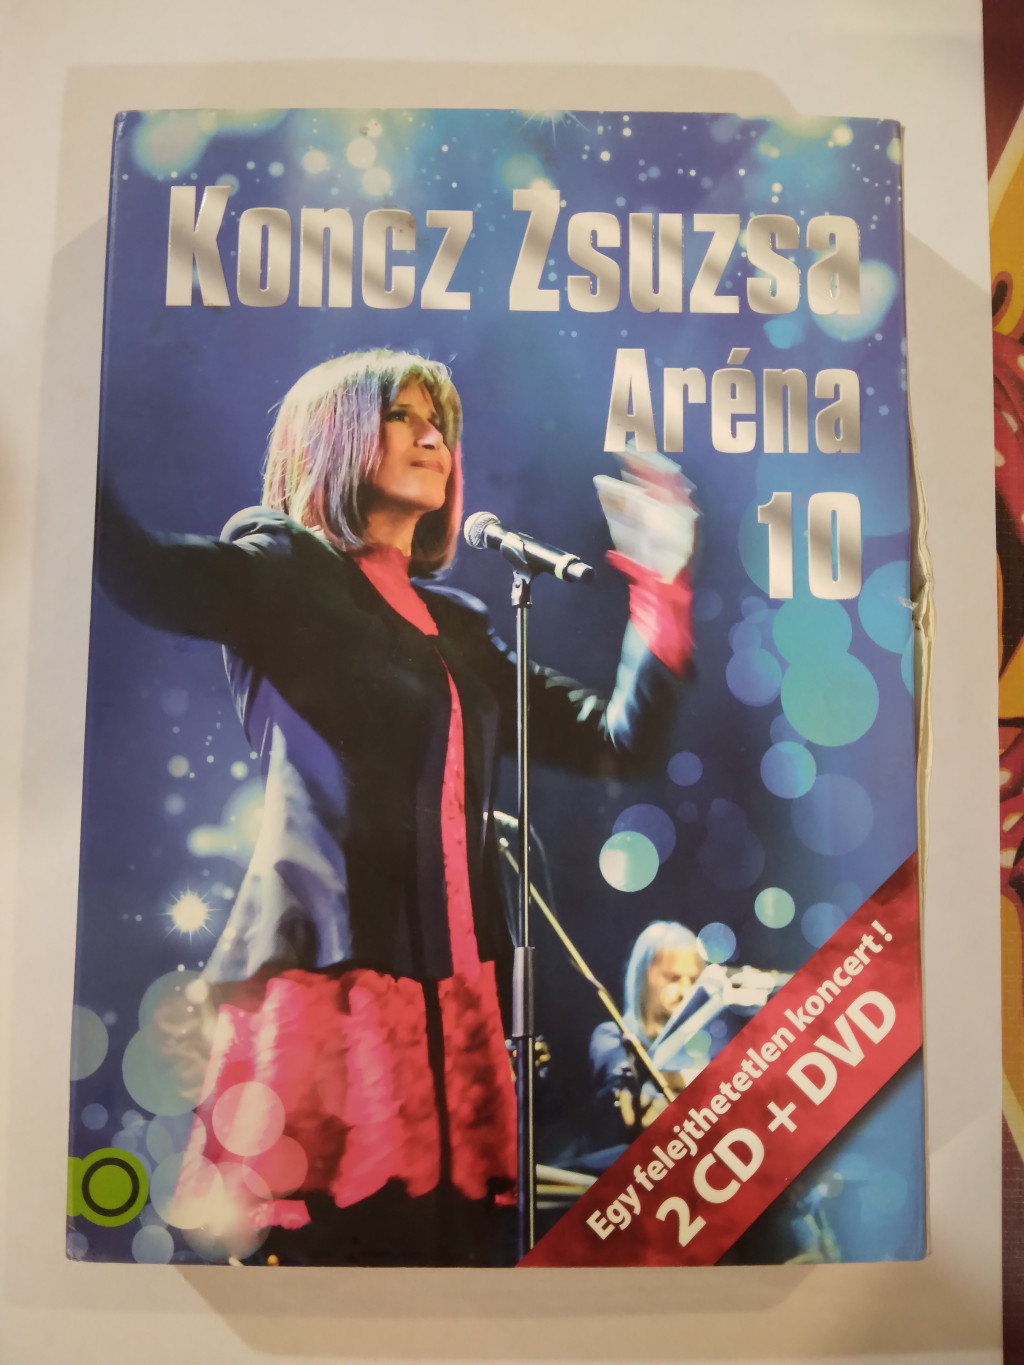 Koncz Zsuzsa
Aréna
10
Egy felejthetetlen koncert!
2 CD + DVD